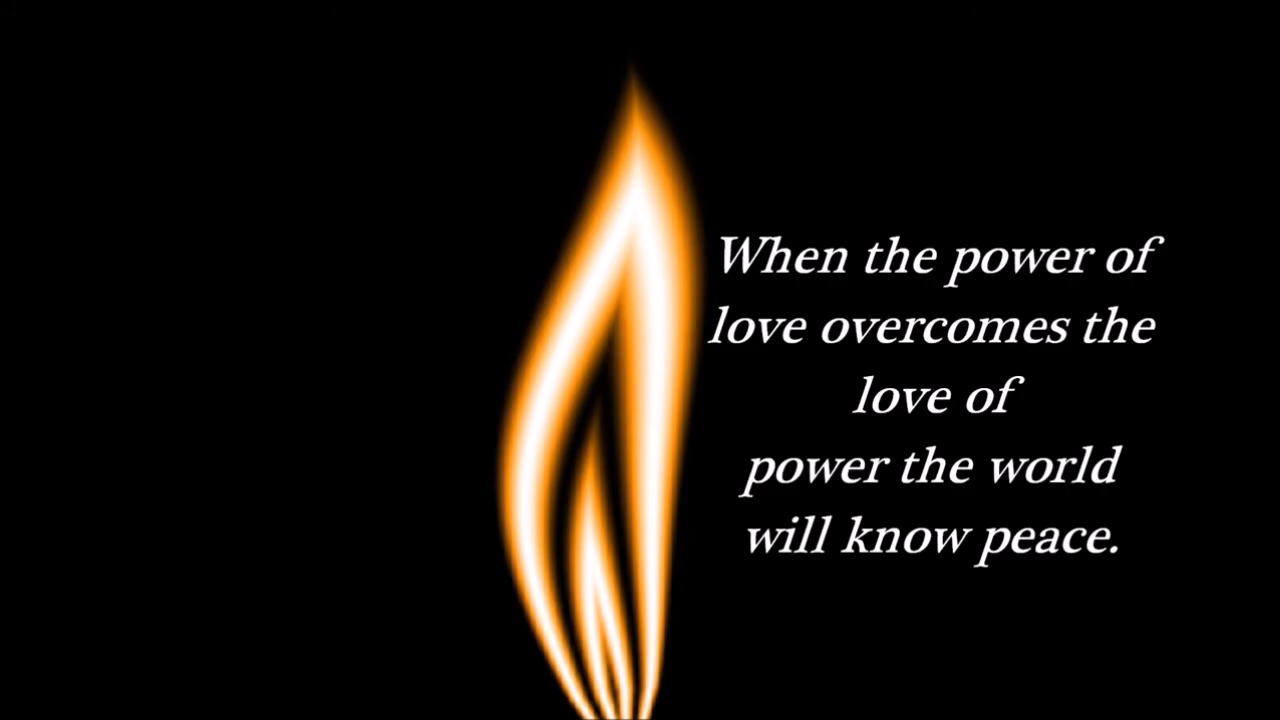 When the power of
love overcomes the
love of
power the world
will know peace.